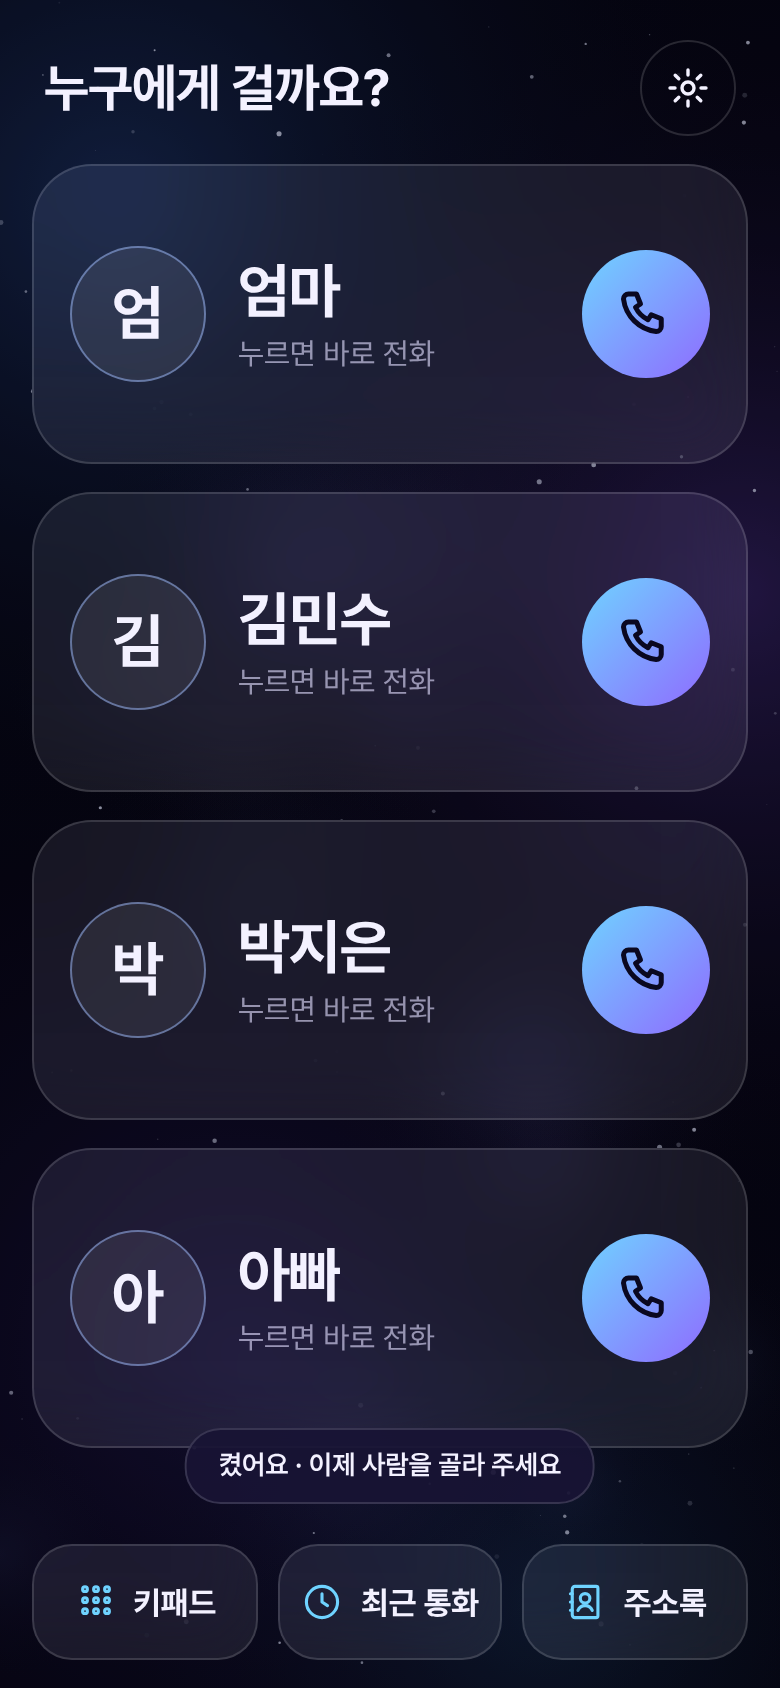 누구에게 걸까요?
엄
엄마
누르면 바로 전화
김
김민수
누르면 바로 전화
박
박지은
누르면 바로 전화
아
아빠
누르면 바로 전화
켰어요 · 이제 사람을 골라 주세요
키패드
최근 통화
주소록